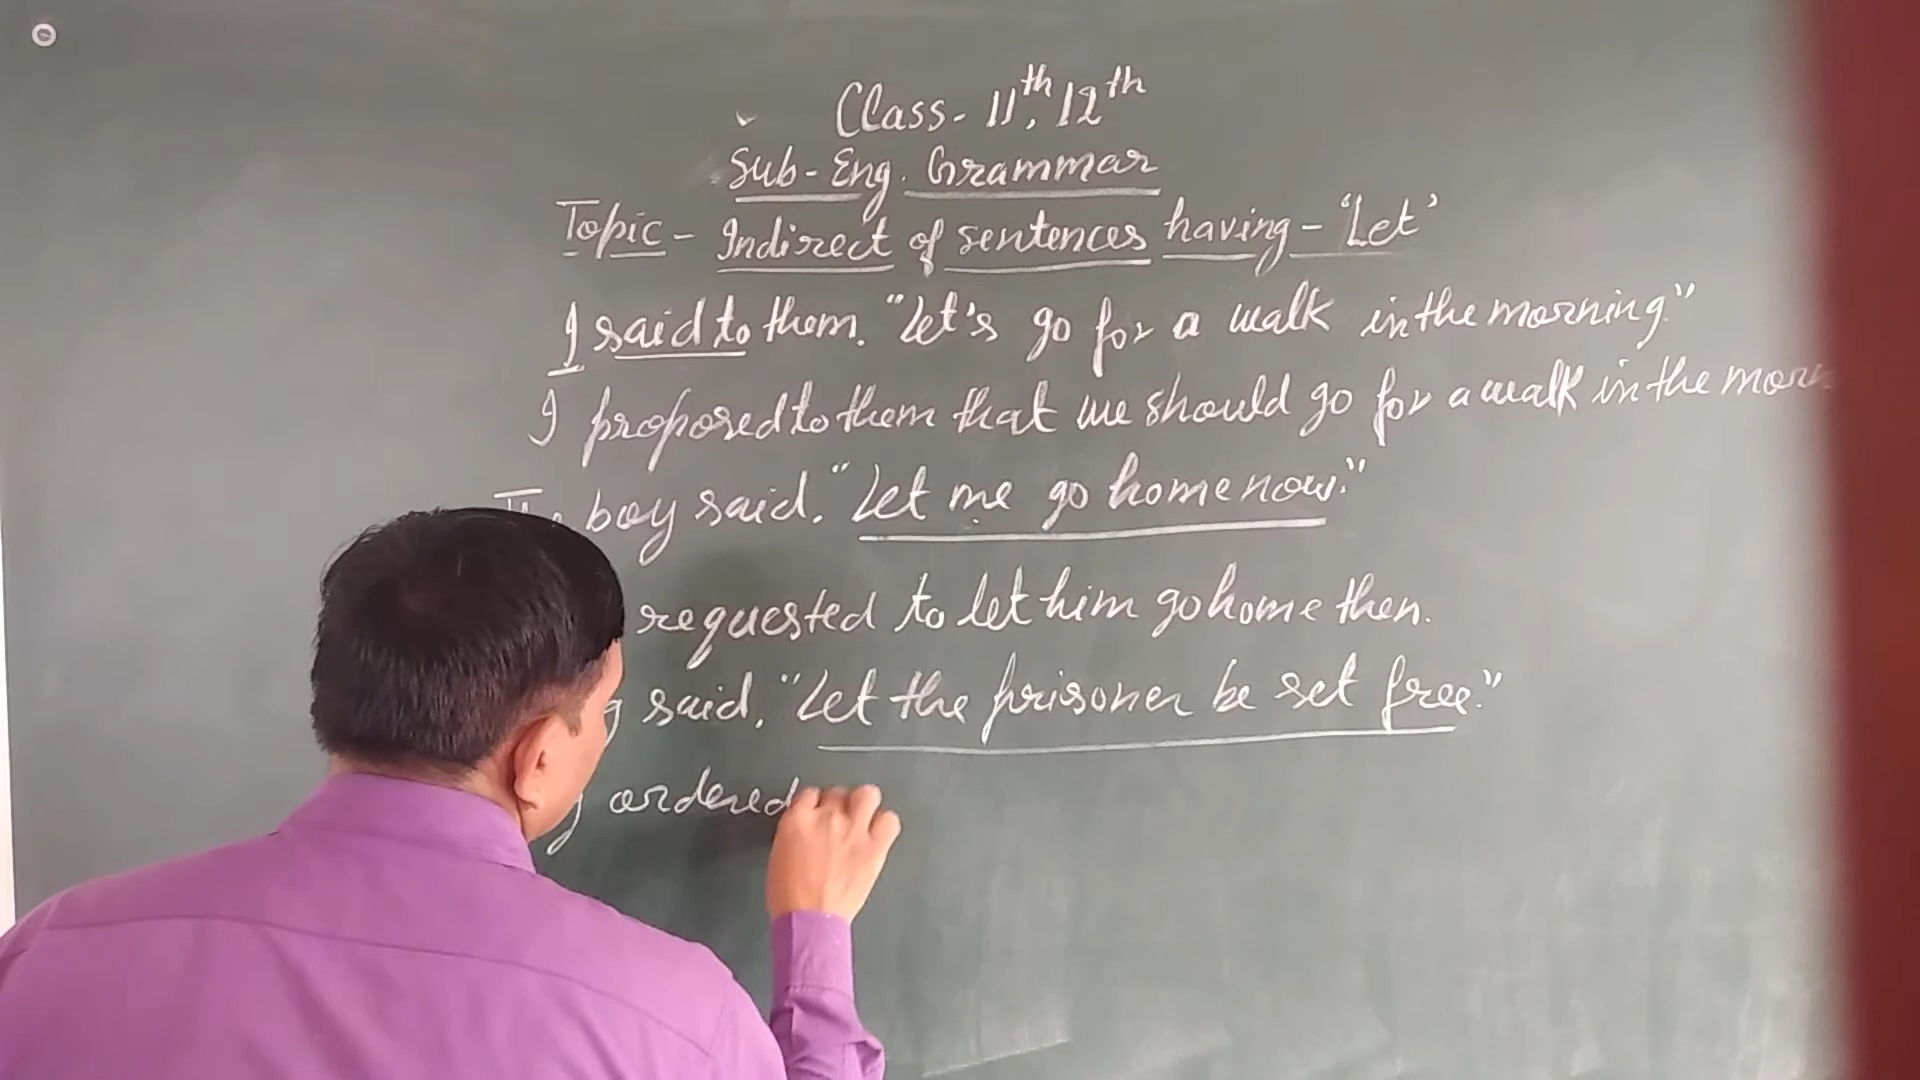 Class- 11th, 12th
Sub- Eng. Grammar
Topic - Indirect of sentences having - 'Let'
I said to them. "Let's go for a walk in the morning."
I proposed to them that we should go for a walk in the morn
boy said. "Let me go home now."
requested to let him go home then.
said. "Let the prisoner be set free."
ordered